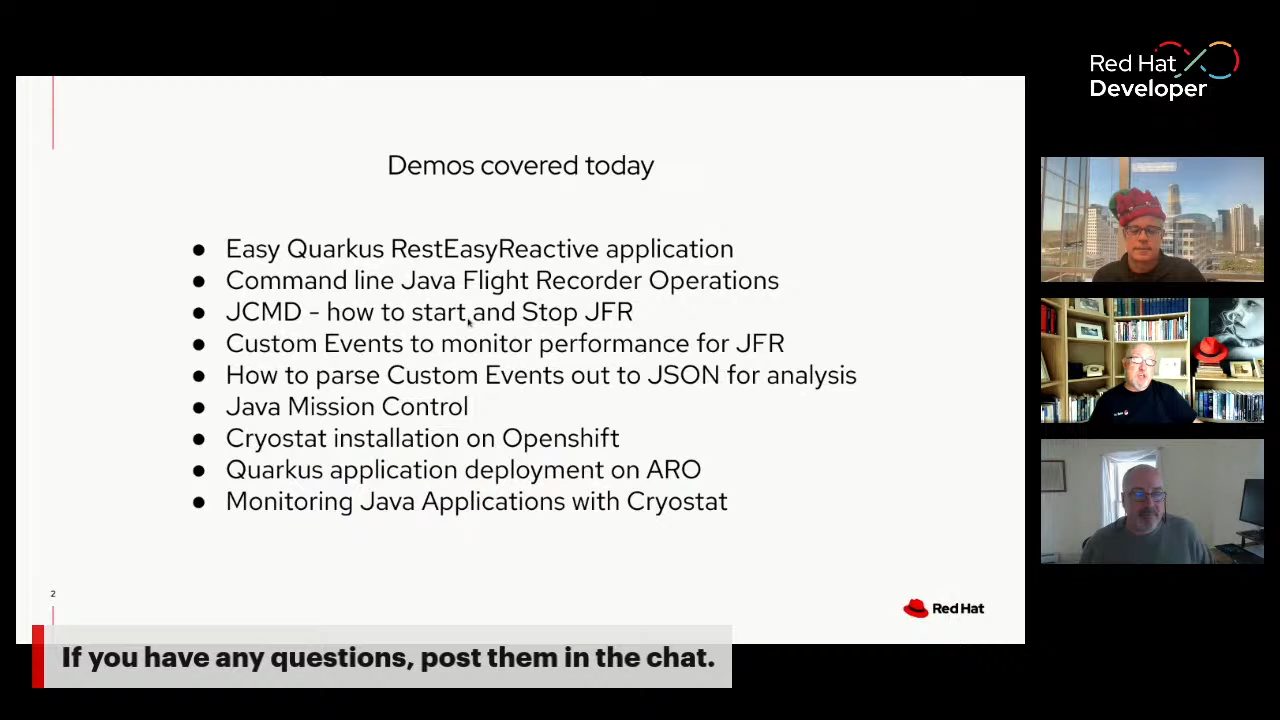 Red Hat
Developer
Demos covered today
● Easy Quarkus RestEasyReactive application
● Command line Java Flight Recorder Operations
● JCMD - how to start and Stop JFR
● Custom Events to monitor performance for JFR
● How to parse Custom Events out to JSON for analysis
● Java Mission Control
● Cryostat installation on Openshift
● Quarkus application deployment on ARO
● Monitoring Java Applications with Cryostat
2
Red Hat
If you have any questions, post them in the chat.